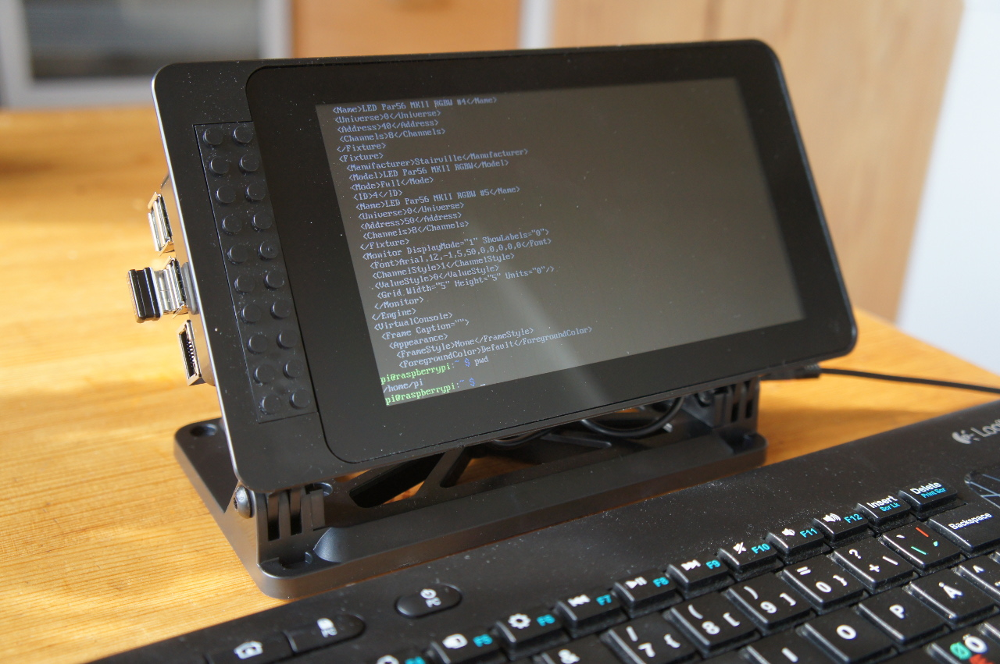 <Name>LED Par56 MKII RGBW #4</Name>
<Universe>0</Universe>
<Address>40</Address>
<Channels>8</Channels>
</Fixture>
<Fixture>
<Manufacturer>Stairville</Manufacturer>
<Model>LED Par56 MKII RGBW</Model>
<Mode>Full</Mode>
<ID>4</ID>
<Name>LED Par56 MKII RGBW #5</Name>
<Universe>0</Universe>
<Address>50</Address>
<Channels>8</Channels>
</Fixture>
<Monitor DisplayMode="1" ShowLabels="0">
<Font>Arial,12,-1,5,50,0,0,0,0,0</Font>
<ChannelStyle>1</ChannelStyle>
<ValueStyle>0</ValueStyle>
<Grid Width="5" Height="5" Units="0"/>
</Monitor>
</Engine>
<VirtualConsole>
<Frame Caption="">
<Appearance>
<FrameStyle>None</FrameStyle>
<ForegroundColor>Default</ForegroundColor>
pi@raspberrypi:~ $ pwd
/home/pi
pi@raspberrypi:~ $ _
Delete
Print Scr
Insert
Scr Lk
F12
F11
F10
F9
F8
F7
F6
F5
Backspace
? + \
= 0 }
) 9 ]
( 8 [
/ 7 {
&
Å
P
O
I